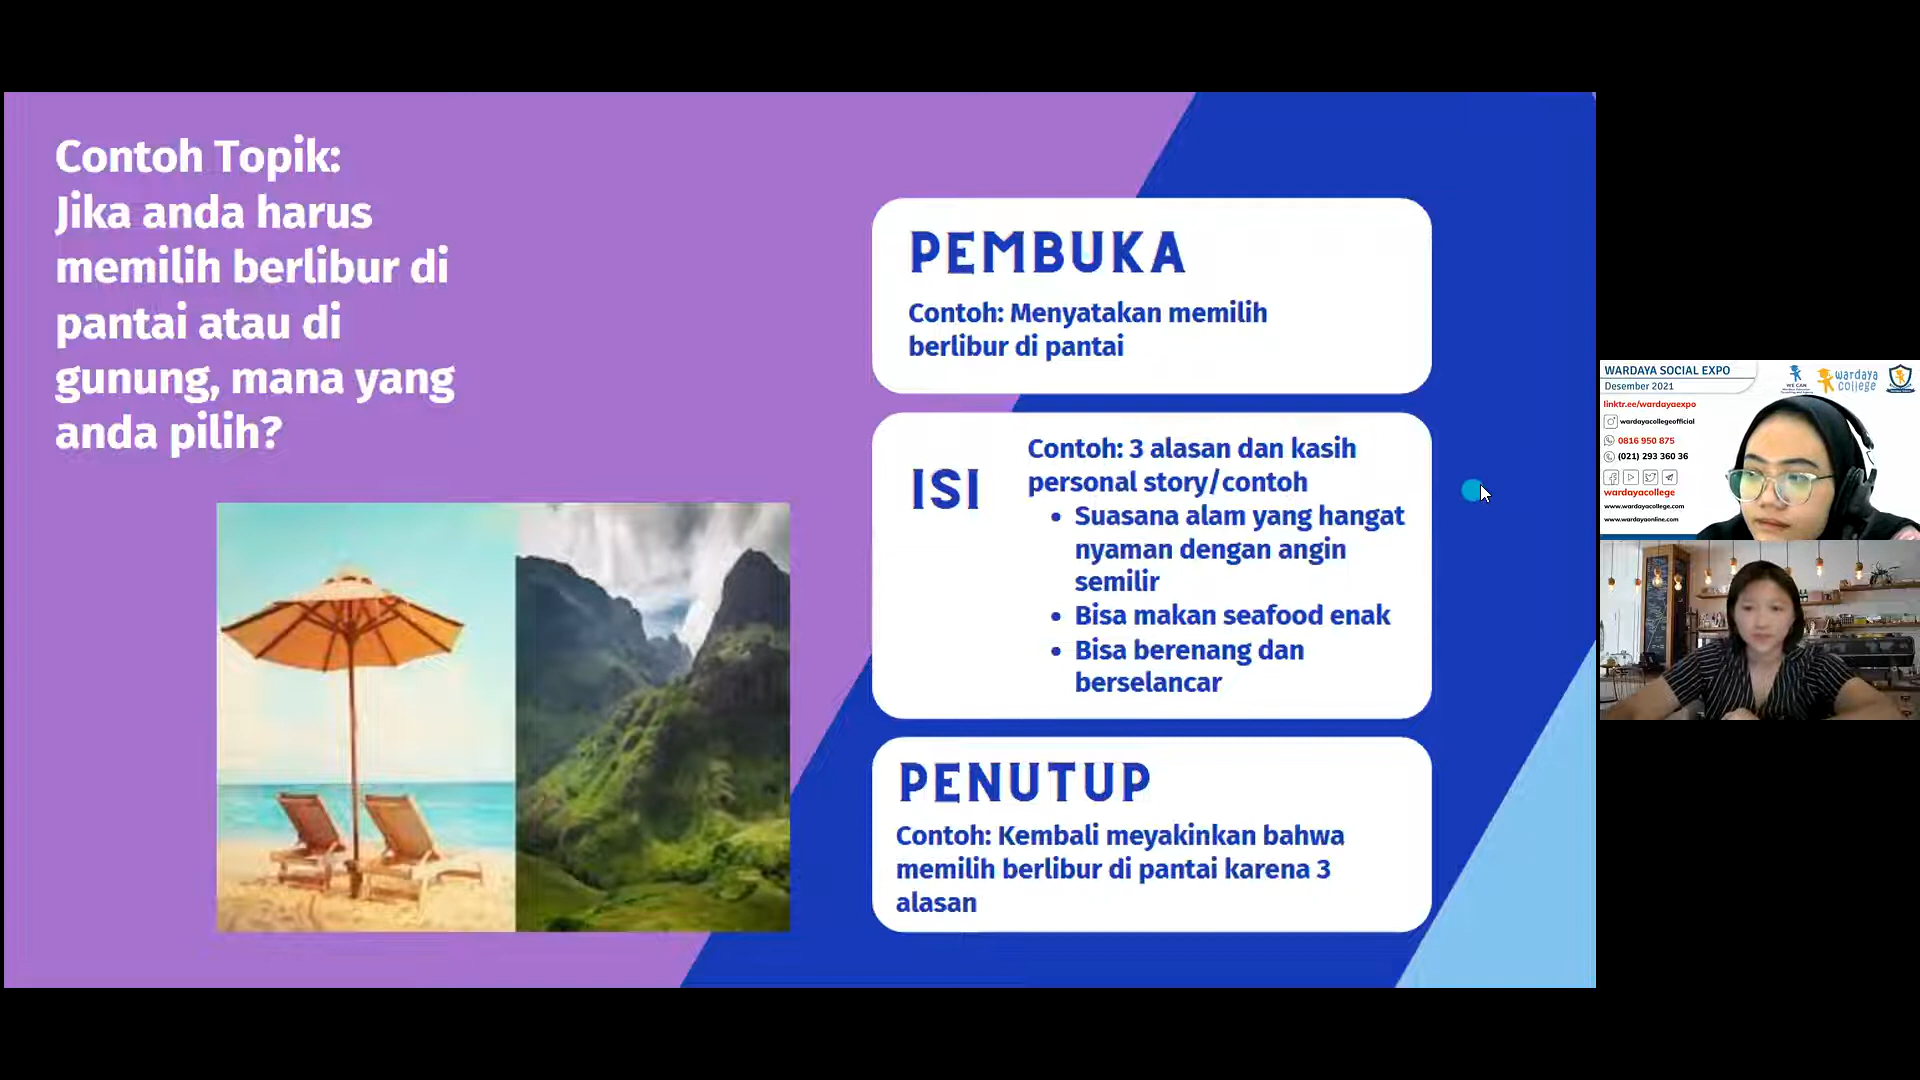 Contoh Topik:
Jika anda harus
memilih berlibur di
pantai atau di
gunung, mana yang
anda pilih?
PEMBUKA
Contoh: Menyatakan memilih
berlibur di pantai
ISI
Contoh: 3 alasan dan kasih
personal story/contoh
• Suasana alam yang hangat
nyaman dengan angin
semilir
• Bisa makan seafood enak
• Bisa berenang dan
berselancar
PENUTUP
Contoh: Kembali meyakinkan bahwa
memilih berlibur di pantai karena 3
alasan
WARDAYA SOCIAL EXPO
Desember 2021
WE CAN
wardaya
college
linktr.ee/wardayaexpo
wardayacollegeofficial
0816 950 875
(021) 293 360 36
wardayacollege
www.wardayacollege.com
www.wardayaonline.com